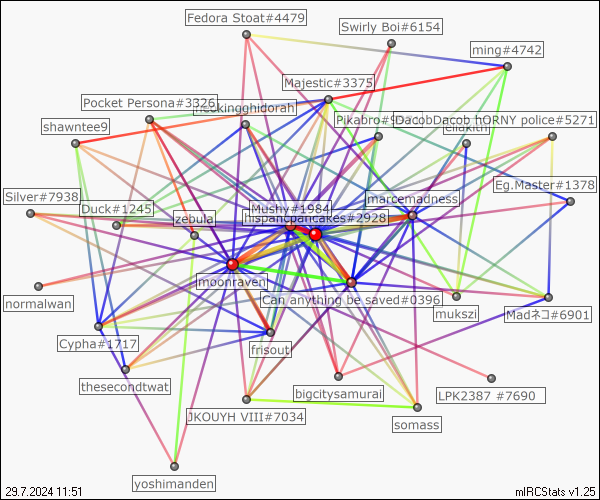 Fedora Stoat#4479
Swirly Boi#6154
ming#4742
Majestic#3375
Pocket Persona#3326
Pikabro#9
DacobDacob hORNY police#5271
shawntee9
Eg.Master#1378
Silver#7938
Duck#1245
Mushy#1984
marcemadness
zebula
hispanicpancakes#2928
moonraven
Can anything be saved#0396
normalwan
mukszi
Madネコ#6901
Cypha#1717
frisout
thesecondtwat
bigcitysamurai
LPK2387 #7690
JKOUYH VIII#7034
somass
yoshimanden
29.7.2024 11:51
mIRCStats v1.25